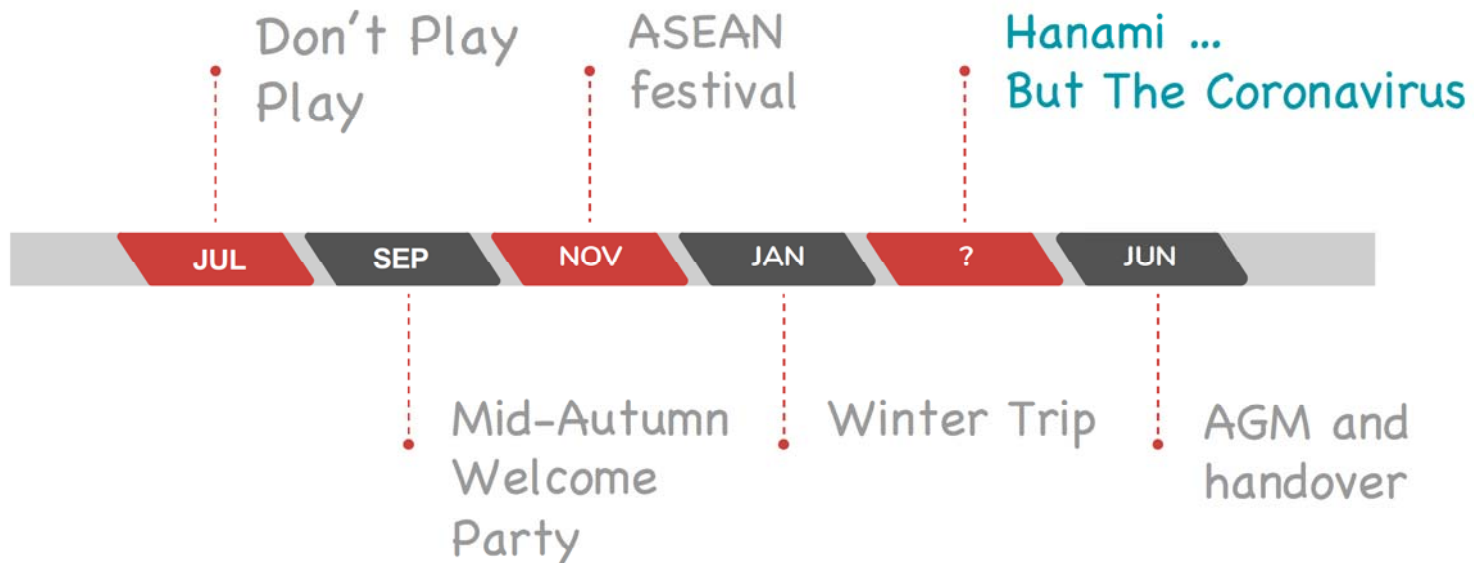 Don't Play
Play
ASEAN
festival
Hanami ...
But The Coronavirus
JUL
SEP
NOV
JAN
?
JUN
Mid-Autumn
Welcome
Party
Winter Trip
AGM and
handover